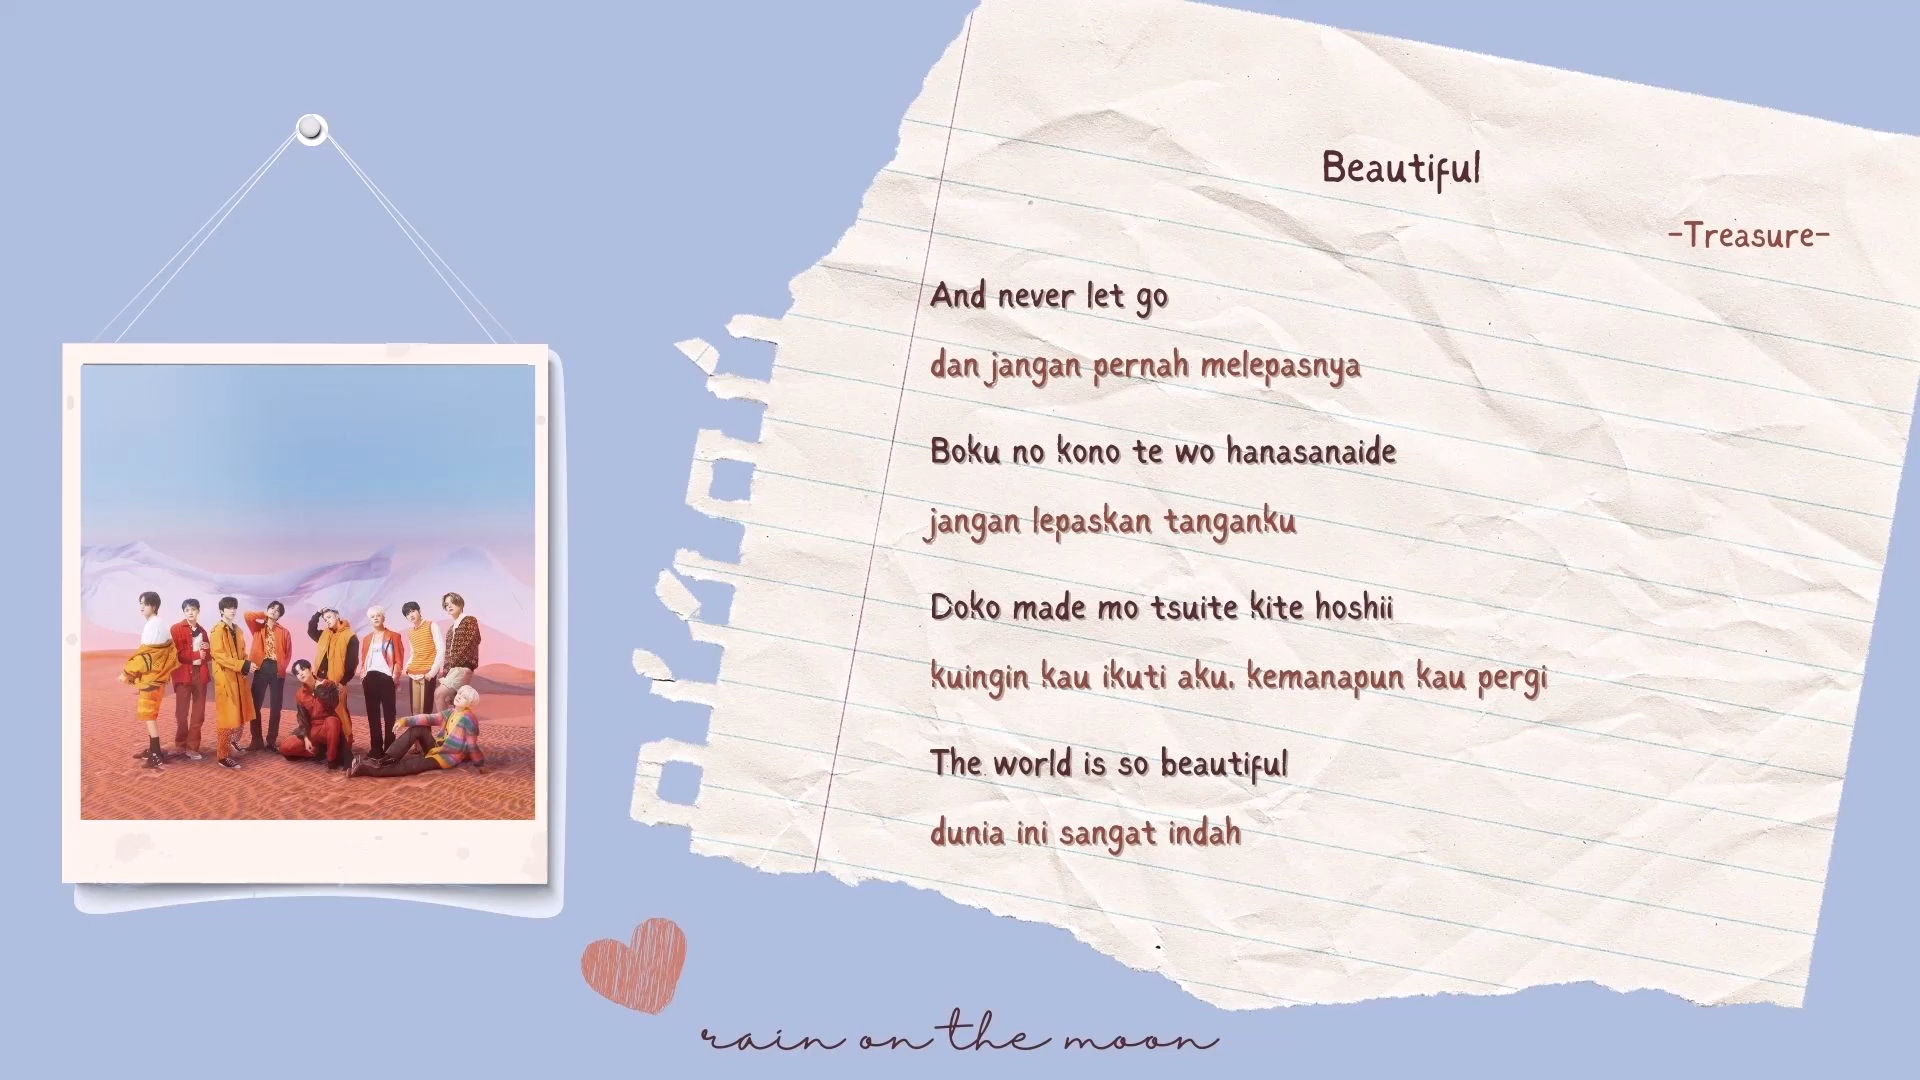 Beautiful
-Treasure-
And never let go
dan jangan pernah melepasnya
Boku no kono te wo hanasanaide
jangan lepaskan tanganku
Doko made mo tsuite kite hoshii
kuingin kau ikuti aku. kemanapun kau pergi
The world is so beautiful
dunia ini sangat indah
rain on the moon